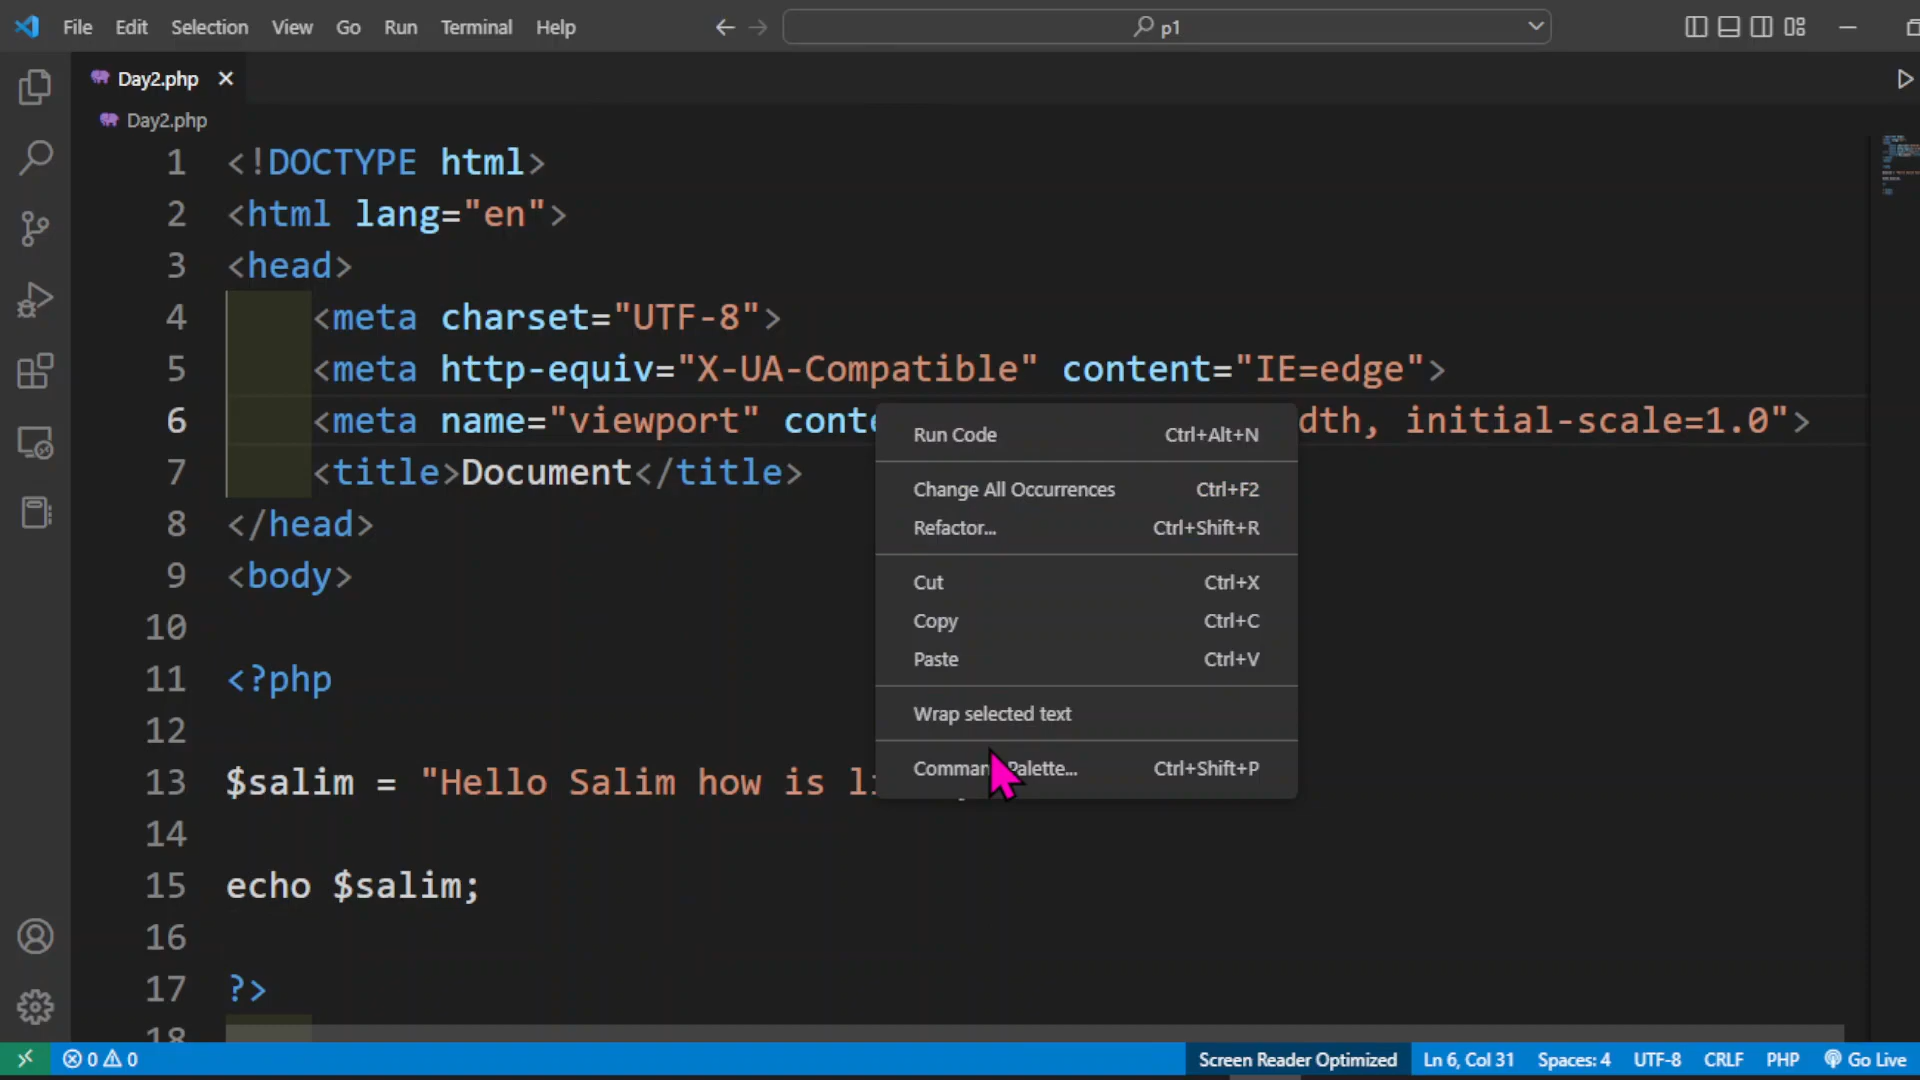 File Edit Selection View Go Run Terminal Help
p1
Day2.php
Day2.php
1 <!DOCTYPE html>
2 <html lang="en">
3 <head>
4 <meta charset="UTF-8">
5 <meta http-equiv="X-UA-Compatible" content="IE=edge">
6 <meta name="viewport" conte dth, initial-scale=1.0">
7 <title>Document</title>
8 </head>
9 <body>
10
11 <?php
12
13 $salim = "Hello Salim how is li
14
15 echo $salim;
16
17 ?>
18
Run Code Ctrl+Alt+N
Change All Occurrences Ctrl+F2
Refactor... Ctrl+Shift+R
Cut Ctrl+X
Copy Ctrl+C
Paste Ctrl+V
Wrap selected text
Command Palette... Ctrl+Shift+P
0 0 Screen Reader Optimized Ln 6, Col 31 Spaces: 4 UTF-8 CRLF PHP Go Live